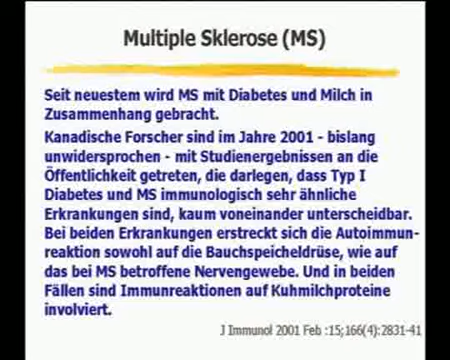 Multiple Sklerose (MS)
Seit neuestem wird MS mit Diabetes und Milch in
Zusammenhang gebracht.
Kanadische Forscher sind im Jahre 2001 - bislang
unwidersprochen - mit Studienergebnissen an die
Öffentlichkeit getreten, die darlegen, dass Typ I
Diabetes und MS immunologisch sehr ähnliche
Erkrankungen sind, kaum voneinander unterscheidbar.
Bei beiden Erkrankungen erstreckt sich die Autoimmun-
reaktion sowohl auf die Bauchspeicheldrüse, wie auf
das bei MS betroffene Nervengewebe. Und in beiden
Fällen sind Immunreaktionen auf Kuhmilchproteine
involviert.
J Immunol 2001 Feb :15;166(4):2831-41